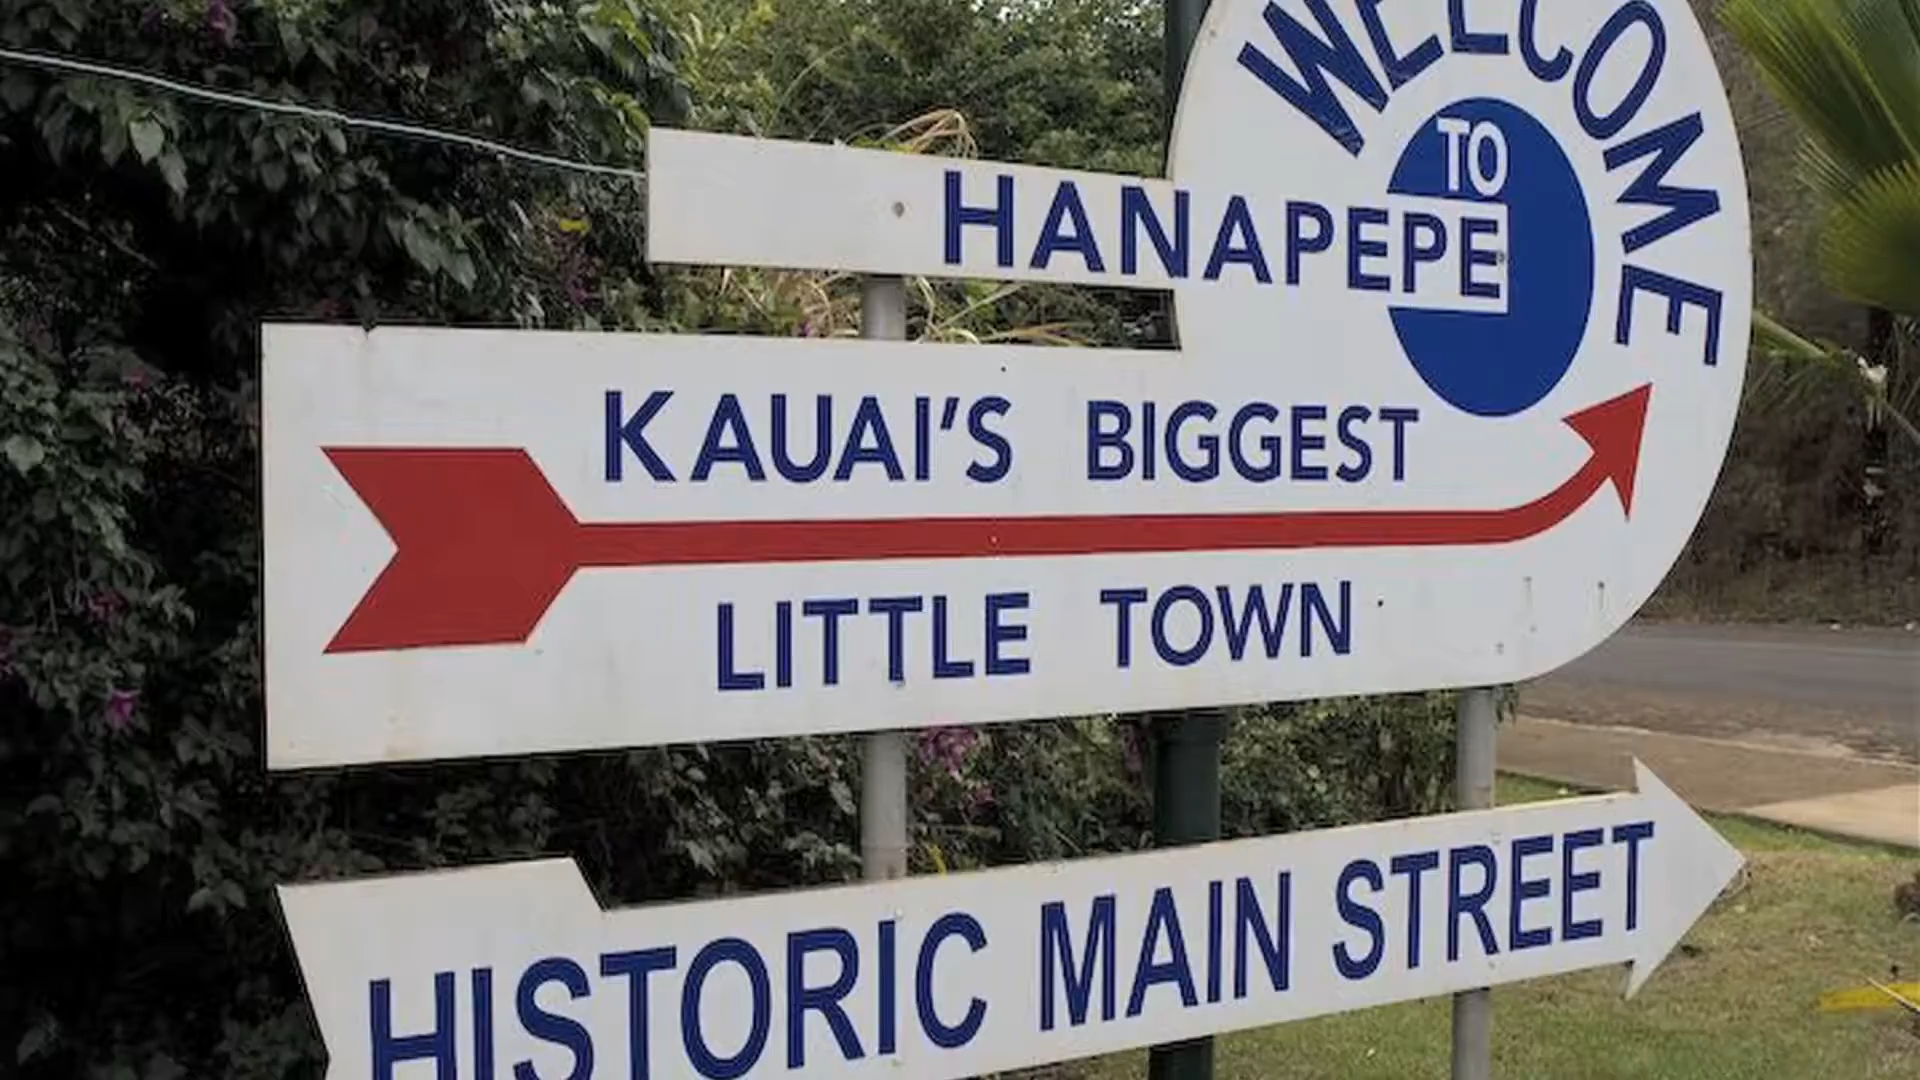 WELCOME
TO
HANAPEPE
KAUAI'S BIGGEST
LITTLE TOWN
HISTORIC MAIN STREET